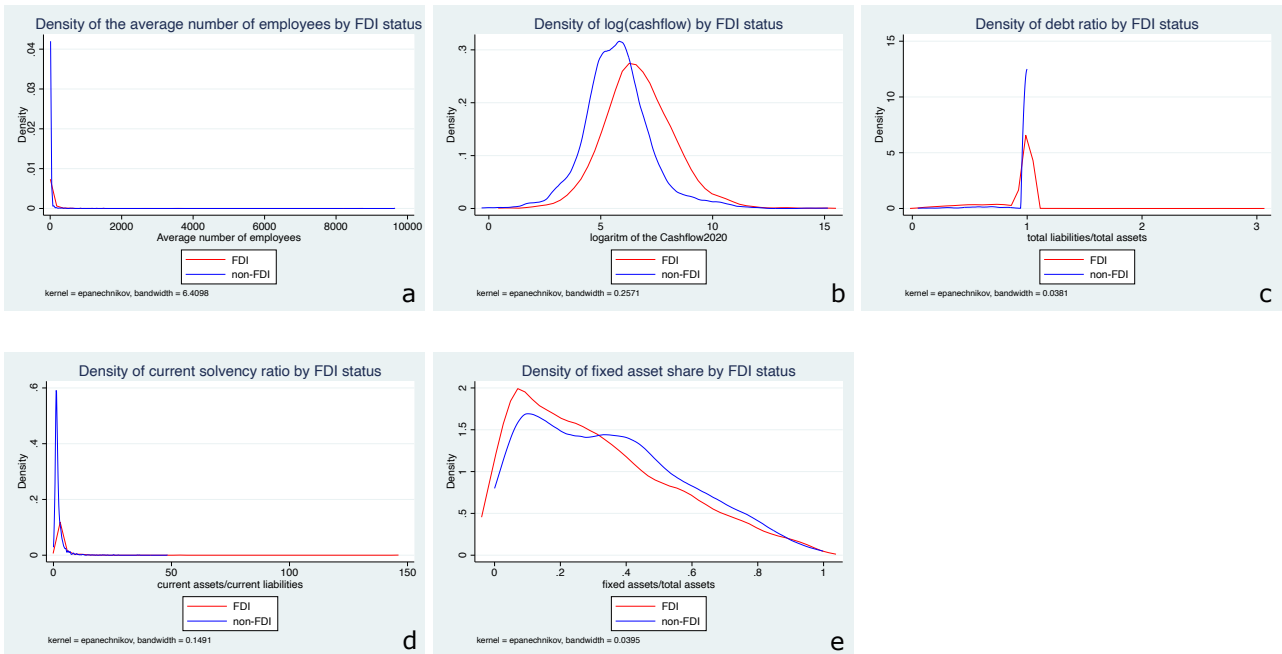 Density of the average number of employees by FDI status
Density
0 .01 .02 .03 .04
0 2000 4000 6000 8000 10000
Average number of employees
FDI
non-FDI
kernel = epanechnikov, bandwidth = 6.4098
a
Density of log(cashflow) by FDI status
Density
0 .1 .2 .3
0 5 10 15
logaritm of the Cashflow2020
FDI
non-FDI
kernel = epanechnikov, bandwidth = 0.2571
b
Density of debt ratio by FDI status
Density
0 5 10 15
0 1 2 3
total liabilities/total assets
FDI
non-FDI
kernel = epanechnikov, bandwidth = 0.0381
c
Density of current solvency ratio by FDI status
Density
0 .2 .4 .6
0 50 100 150
current assets/current liabilities
FDI
non-FDI
kernel = epanechnikov, bandwidth = 0.1491
d
Density of fixed asset share by FDI status
Density
0 .5 1 1.5 2
0 .2 .4 .6 .8 1
fixed assets/total assets
FDI
non-FDI
kernel = epanechnikov, bandwidth = 0.0395
e